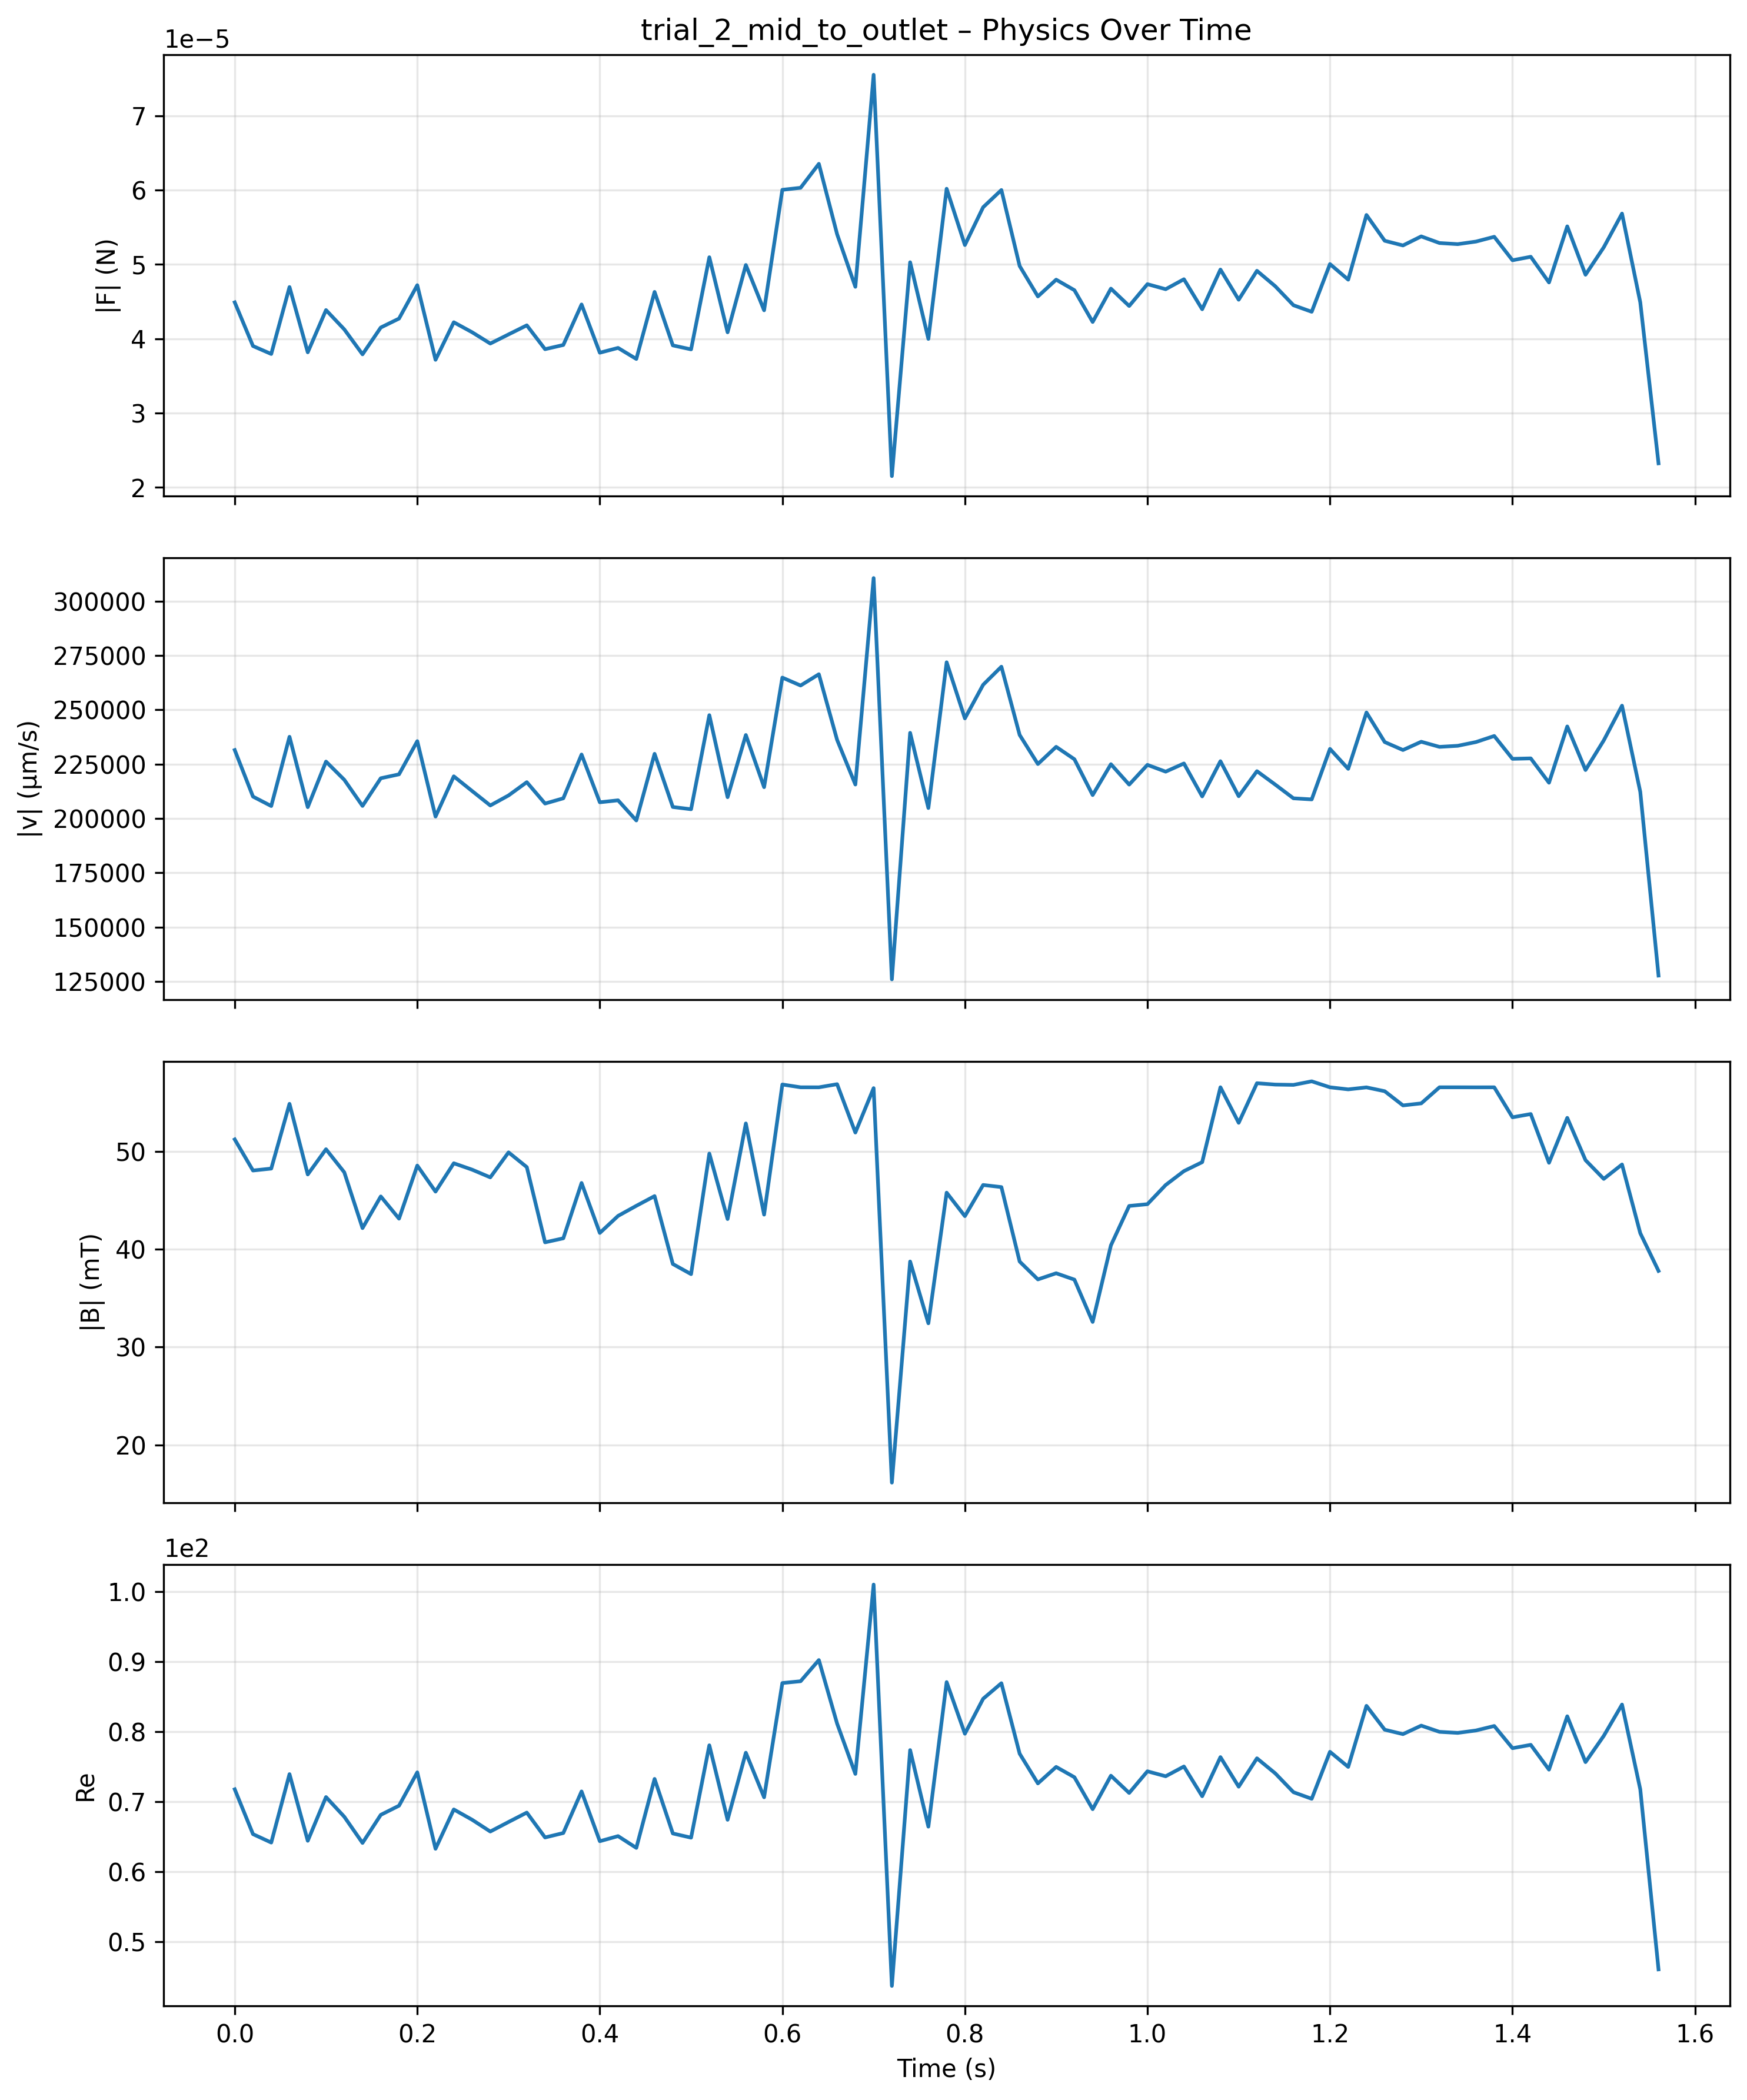 trial_2_mid_to_outlet – Physics Over Time
1e−5
7
6
5
4
3
2
|F| (N)
300000
275000
250000
225000
200000
175000
150000
125000
|v| (µm/s)
50
40
30
20
|B| (mT)
1e2
1.0
0.9
0.8
0.7
0.6
0.5
Re
0.0 0.2 0.4 0.6 0.8 1.0 1.2 1.4 1.6
Time (s)